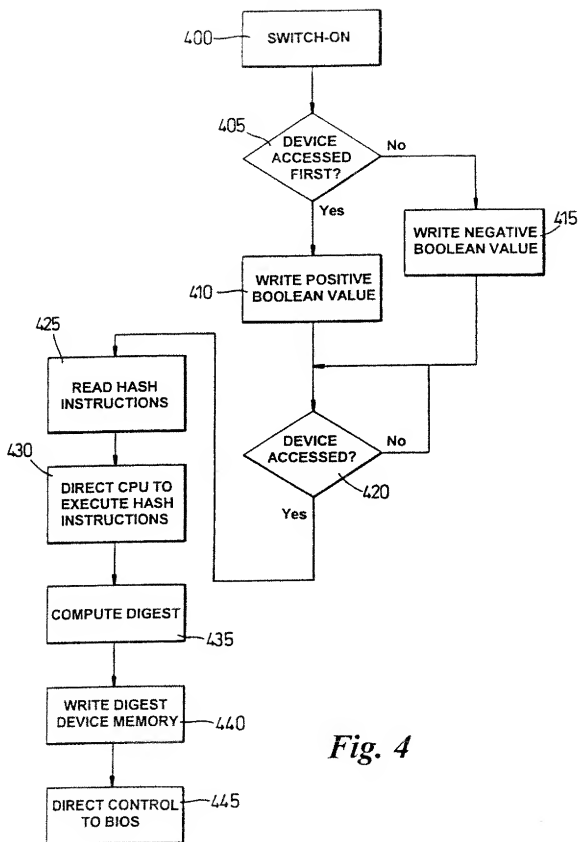 400
SWITCH-ON
405
DEVICE
ACCESSED
FIRST?
No
Yes
415
WRITE NEGATIVE
BOOLEAN VALUE
410
WRITE POSITIVE
BOOLEAN VALUE
425
READ HASH
INSTRUCTIONS
DEVICE
ACCESSED?
No
420
Yes
430
DIRECT CPU TO
EXECUTE HASH
INSTRUCTIONS
COMPUTE DIGEST
435
WRITE DIGEST
DEVICE MEMORY
440
DIRECT CONTROL
TO BIOS
445
Fig. 4